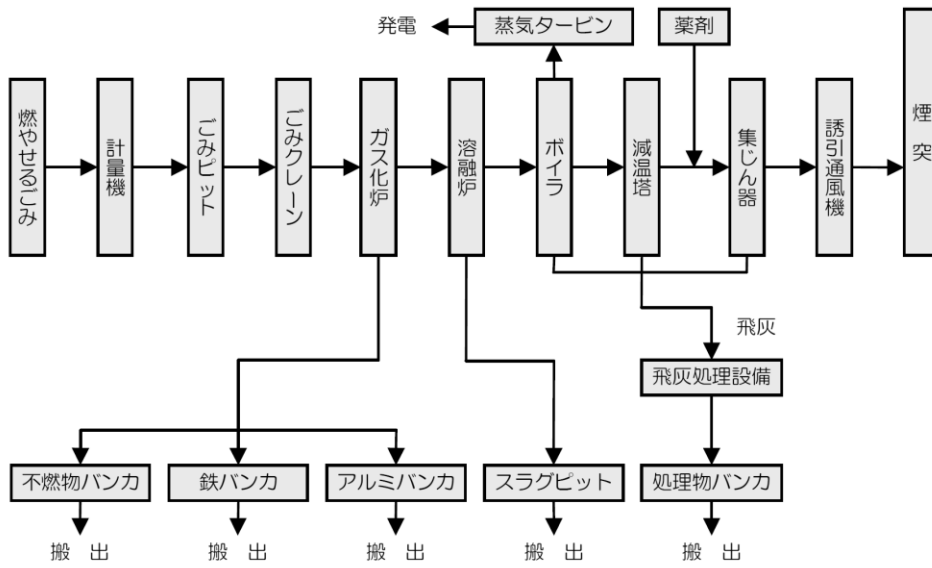 発電
蒸気タービン
薬剤
燃やせるごみ
計量機
ごみピット
ごみクレーン
ガス化炉
溶融炉
ボイラ
減温塔
集じん器
誘引通風機
煙突
飛灰
飛灰処理設備
不燃物バンカ
鉄バンカ
アルミバンカ
スラグピット
処理物バンカ
搬出
搬出
搬出
搬出
搬出